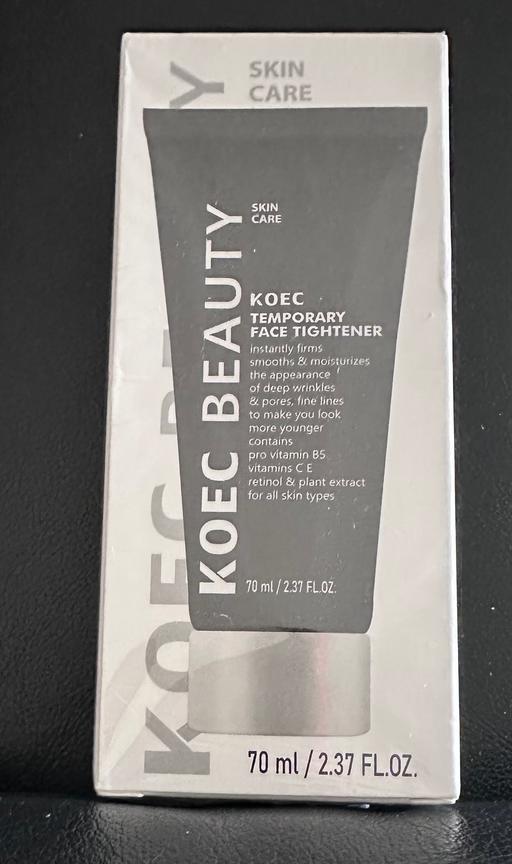 SKIN
CARE
KOEC BEAUTY
SKIN
CARE
KOEC BEAUTY
KOEC
TEMPORARY
FACE TIGHTENER
instantly firms
smooths & moisturizes
the appearance
of deep wrinkles
& pores, fine lines
to make you look
more younger
contains
pro vitamin B5
vitamins C E
retinol & plant extract
for all skin types
70 ml / 2.37 FL.OZ.
70 ml / 2.37 FL.OZ.